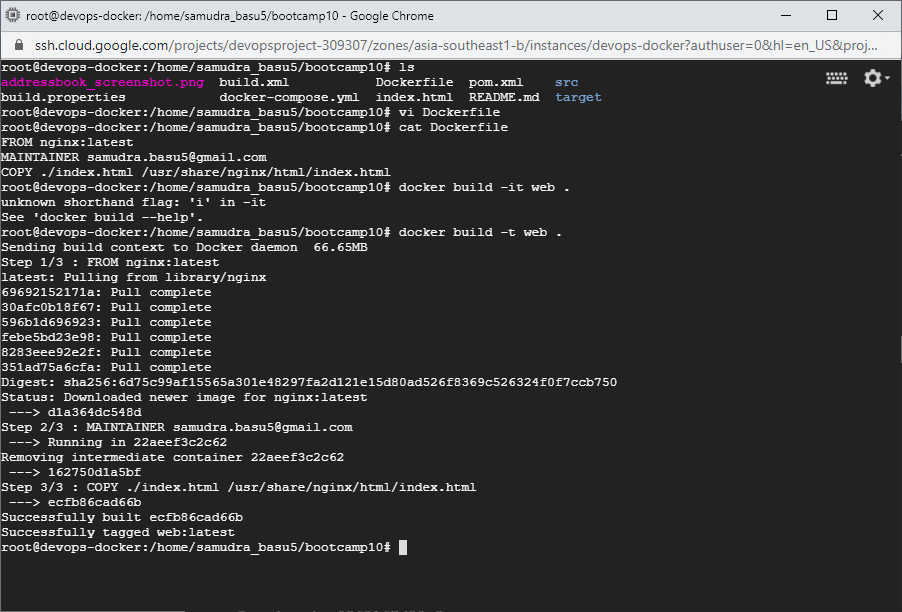 root@devops-docker: /home/samudra_basu5/bootcamp10 - Google Chrome
ssh.cloud.google.com/projects/devopsproject-309307/zones/asia-southeast1-b/instances/devops-docker?authuser=0&hl=en_US&proj...
root@devops-docker:/home/samudra_basu5/bootcamp10# ls
addressbook_screenshot.png  build.xml           Dockerfile  pom.xml    src
build.properties            docker-compose.yml  index.html  README.md  target
root@devops-docker:/home/samudra_basu5/bootcamp10# vi Dockerfile
root@devops-docker:/home/samudra_basu5/bootcamp10# cat Dockerfile
FROM nginx:latest
MAINTAINER samudra.basu5@gmail.com
COPY ./index.html /usr/share/nginx/html/index.html
root@devops-docker:/home/samudra_basu5/bootcamp10# docker build -it web .
unknown shorthand flag: 'i' in -it
See 'docker build --help'.
root@devops-docker:/home/samudra_basu5/bootcamp10# docker build -t web .
Sending build context to Docker daemon  66.65MB
Step 1/3 : FROM nginx:latest
latest: Pulling from library/nginx
69692152171a: Pull complete
30afc0b18f67: Pull complete
596b1d696923: Pull complete
febe5bd23e98: Pull complete
8283eee92e2f: Pull complete
351ad75a6cfa: Pull complete
Digest: sha256:6d75c99af15565a301e48297fa2d121e15d80ad526f8369c526324f0f7ccb750
Status: Downloaded newer image for nginx:latest
 ---> d1a364dc548d
Step 2/3 : MAINTAINER samudra.basu5@gmail.com
 ---> Running in 22aeef3c2c62
Removing intermediate container 22aeef3c2c62
 ---> 162750d1a5bf
Step 3/3 : COPY ./index.html /usr/share/nginx/html/index.html
 ---> ecfb86cad66b
Successfully built ecfb86cad66b
Successfully tagged web:latest
root@devops-docker:/home/samudra_basu5/bootcamp10#